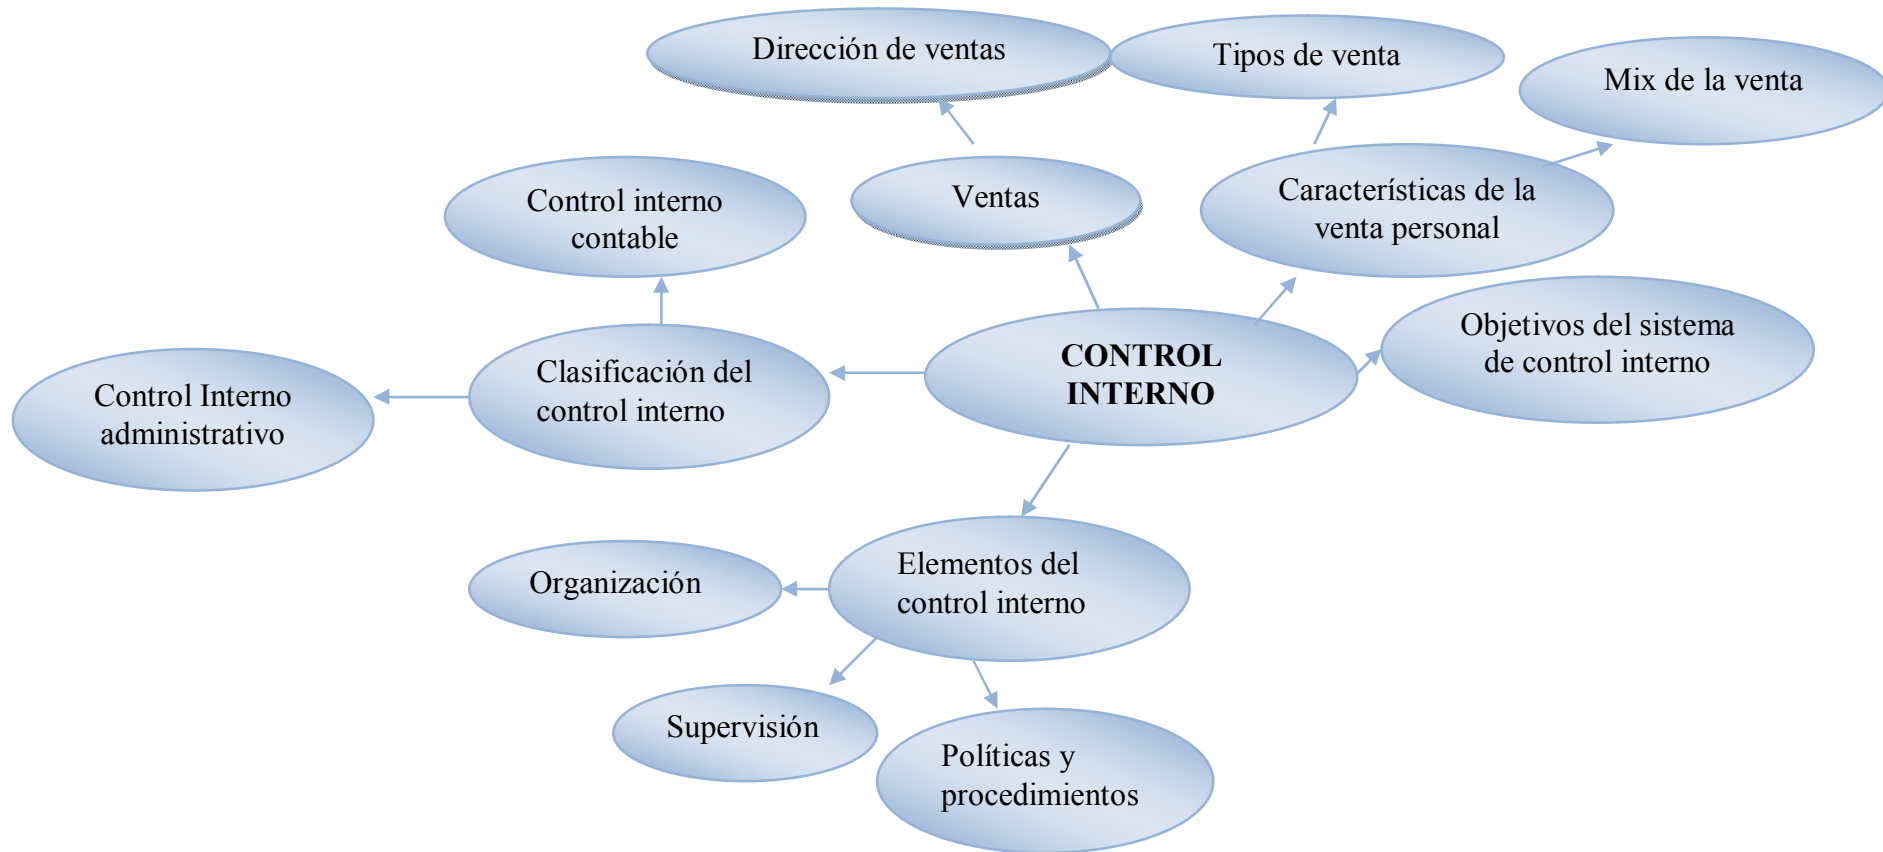 Dirección de ventas
Tipos de venta
Mix de la venta
Control interno
contable
Ventas
Características de la
venta personal
Objetivos del sistema
de control interno
CONTROL
INTERNO
Clasificación del
control interno
Control Interno
administrativo
Elementos del
control interno
Organización
Supervisión
Políticas y
procedimientos